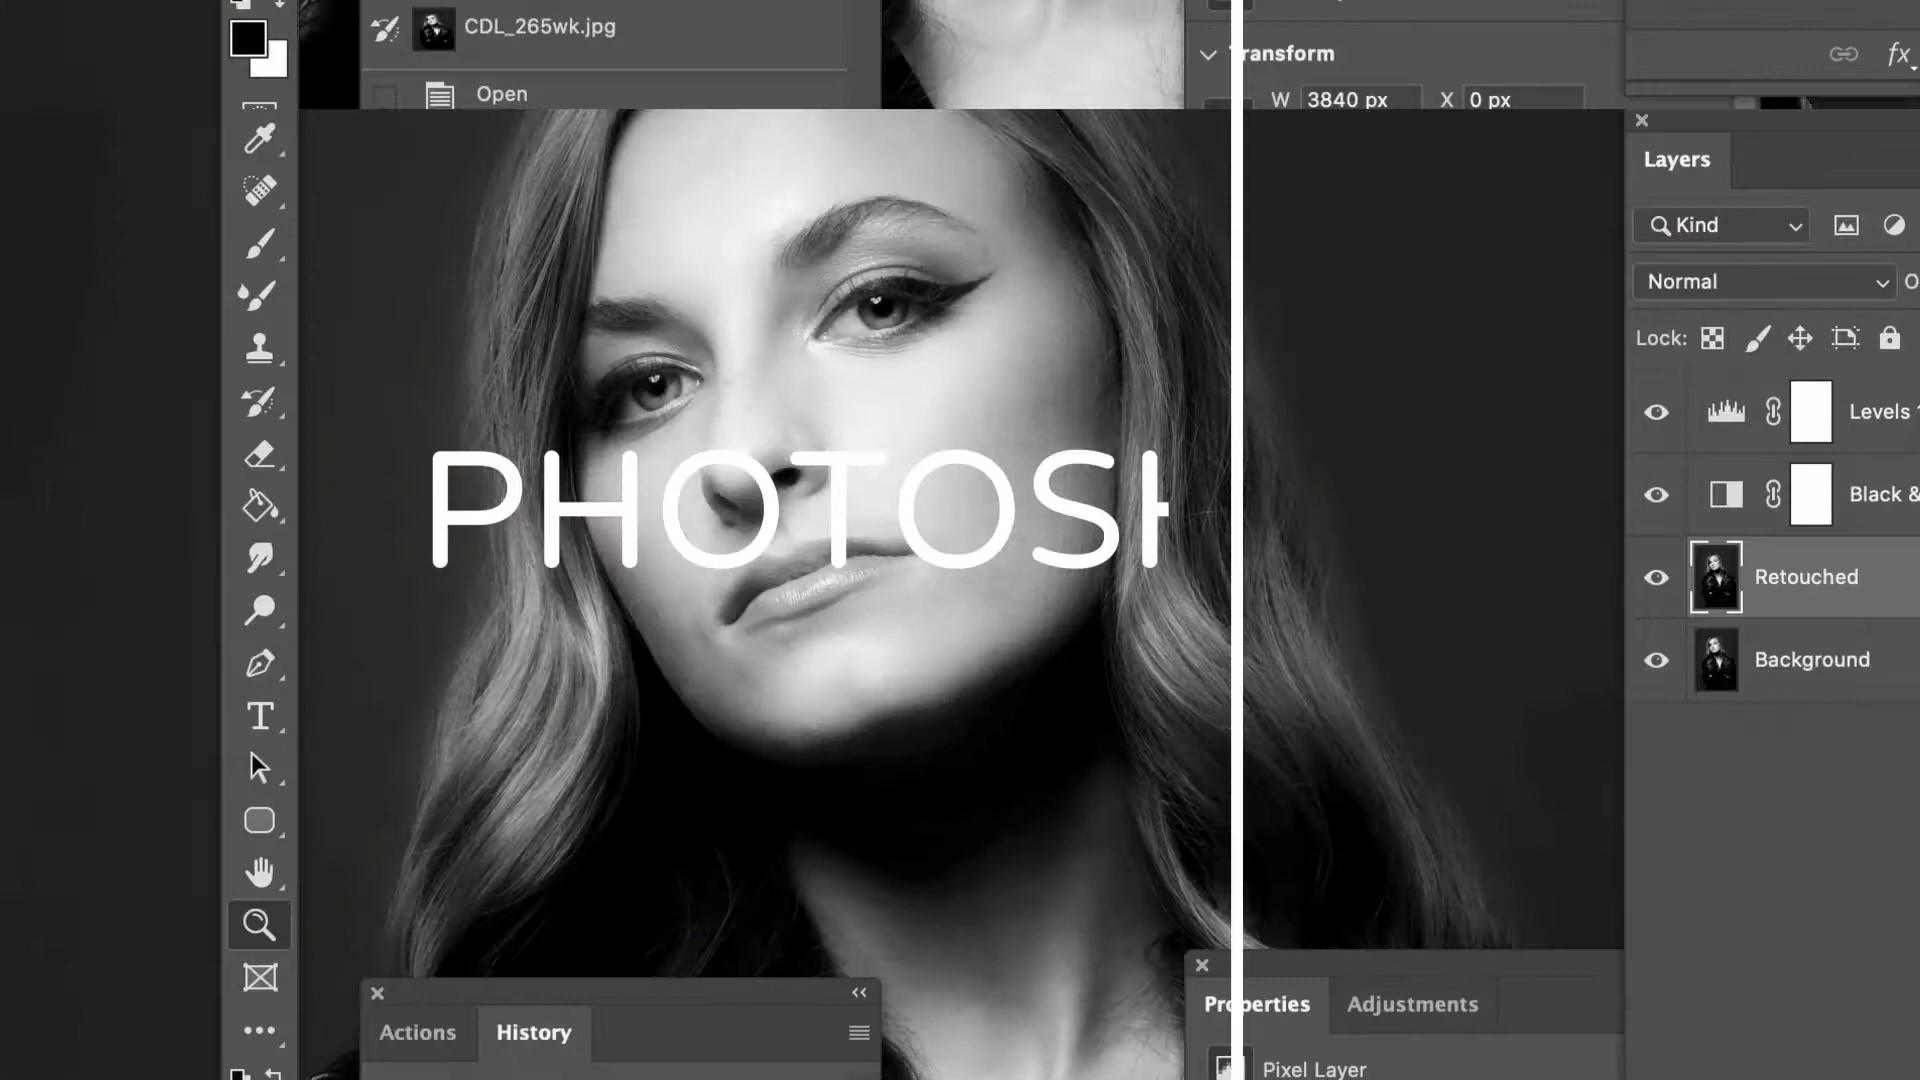 CDL_265wk.jpg
Open
Transform
W 3840 px X 0 px
Layers
Kind
Normal
Lock:
Levels
Black &
Retouched
Background
PHOTOS
Actions
History
Properties
Adjustments
Pixel Layer